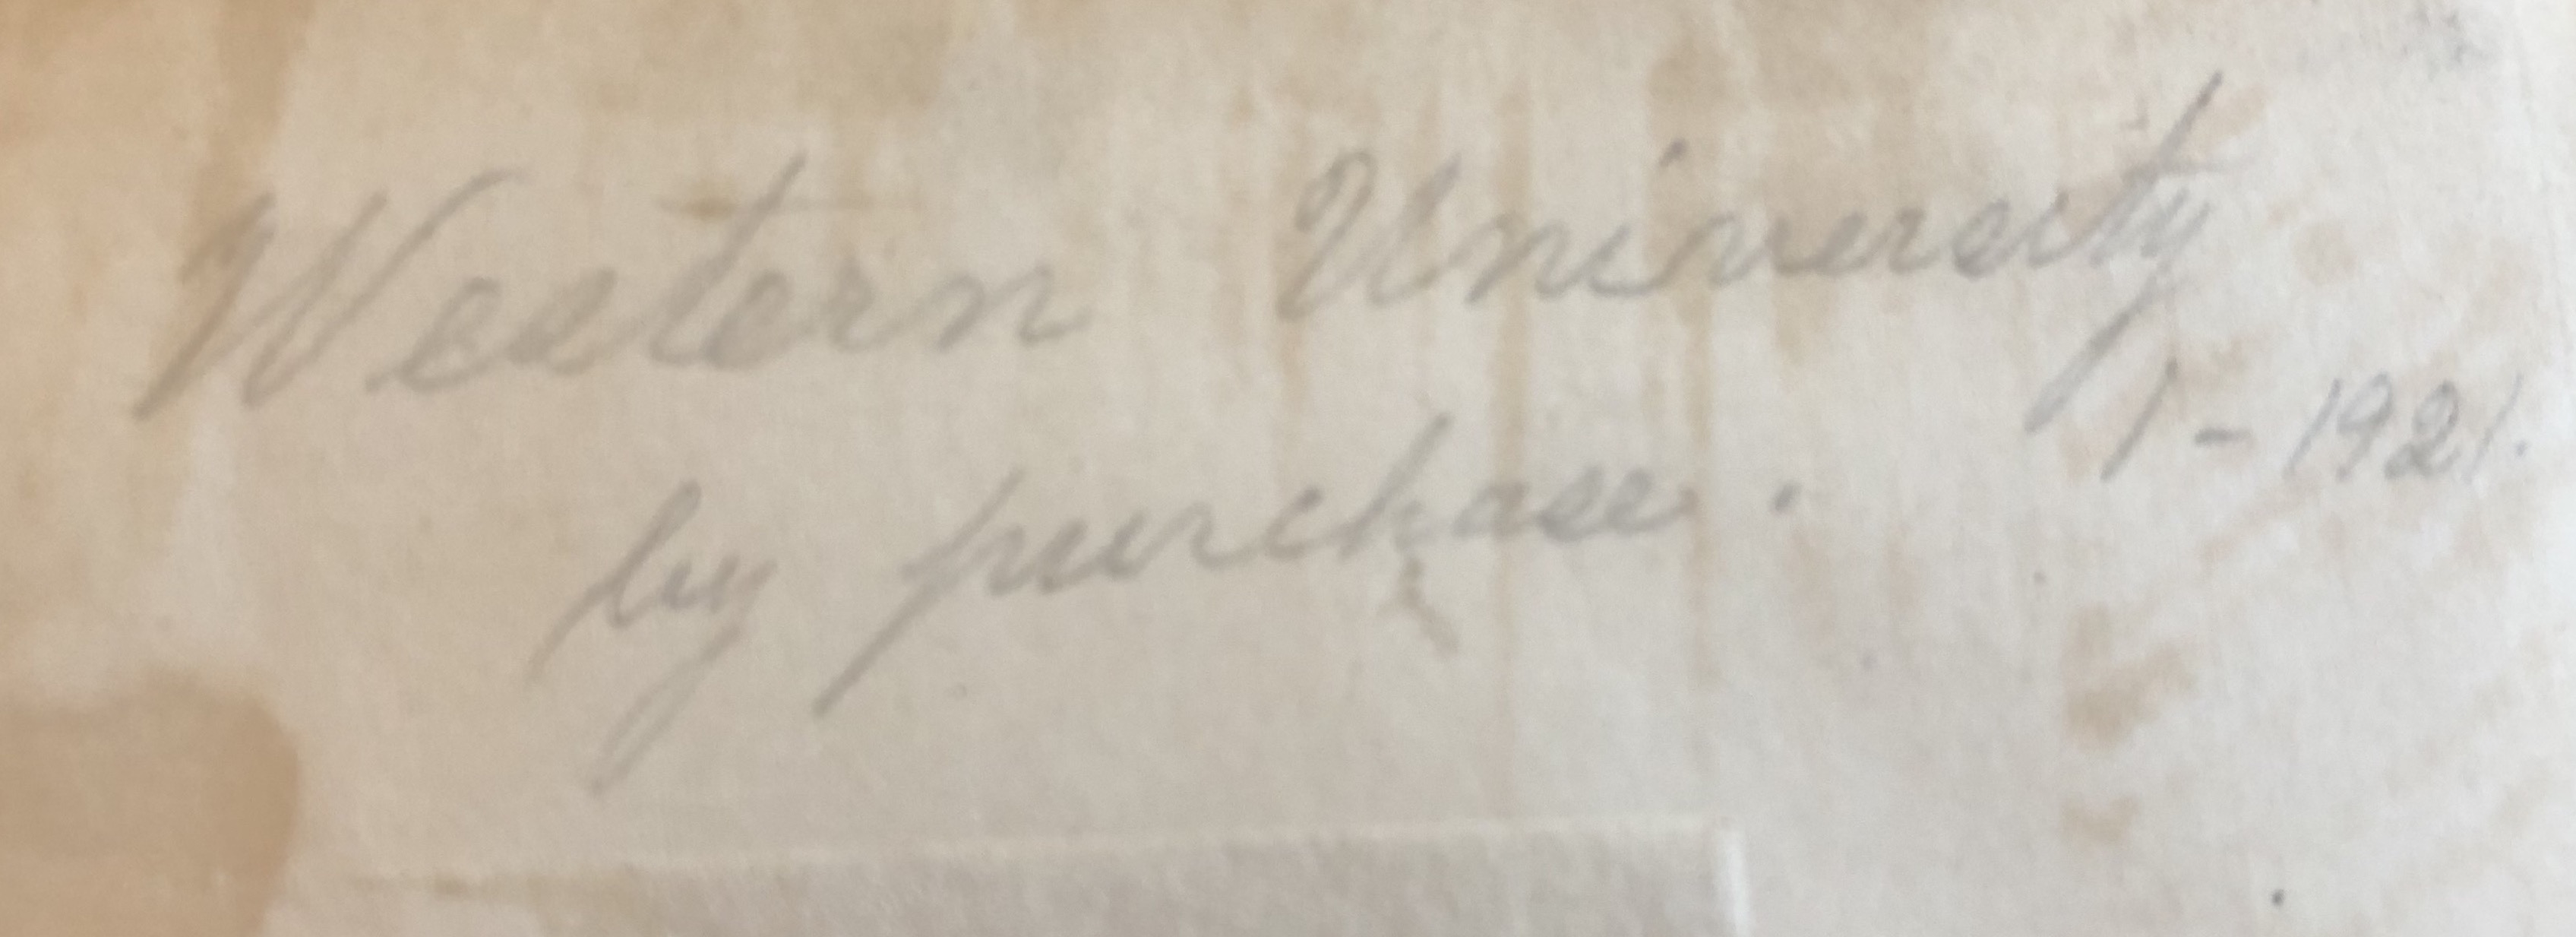 Western University
1-1921.
by purchase.